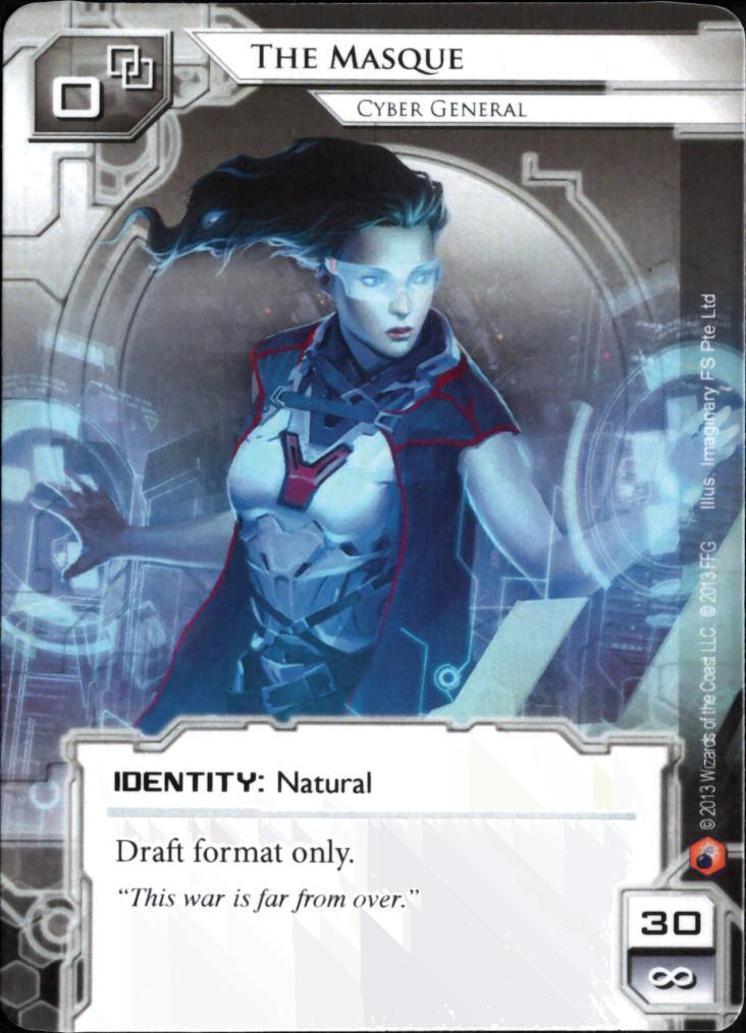 0
THE MASQUE
CYBER GENERAL
IDENTITY: Natural
Draft format only.
“This war is far from over.”
30
∞
© 2013 Wizards of the Coast LLC © 2013 FFG Illus. Imaginary FS Pte Ltd